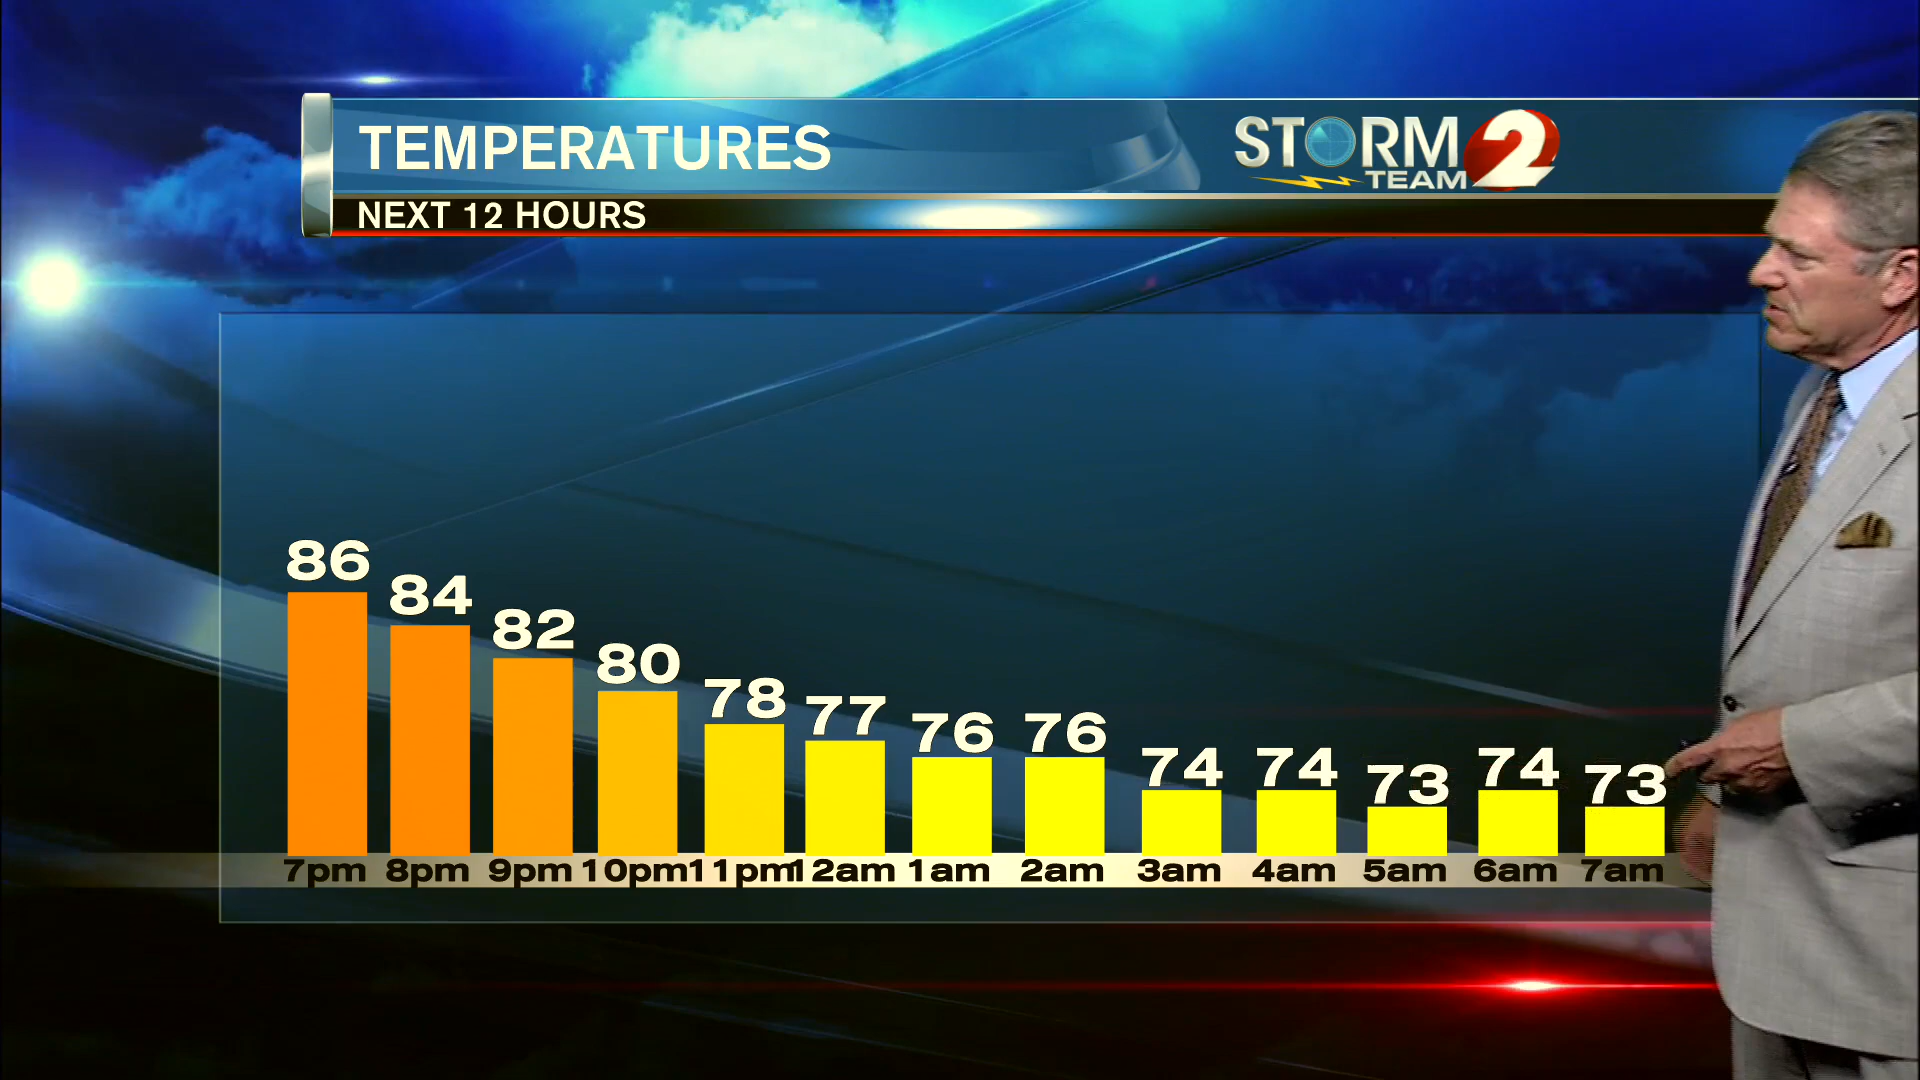 TEMPERATURES
STORM
TEAM 2
NEXT 12 HOURS
86 84 82 80 78 77 76 76 74 74 73 74 73
7pm 8pm 9pm 10pm 11pm 12am 1am 2am 3am 4am 5am 6am 7am